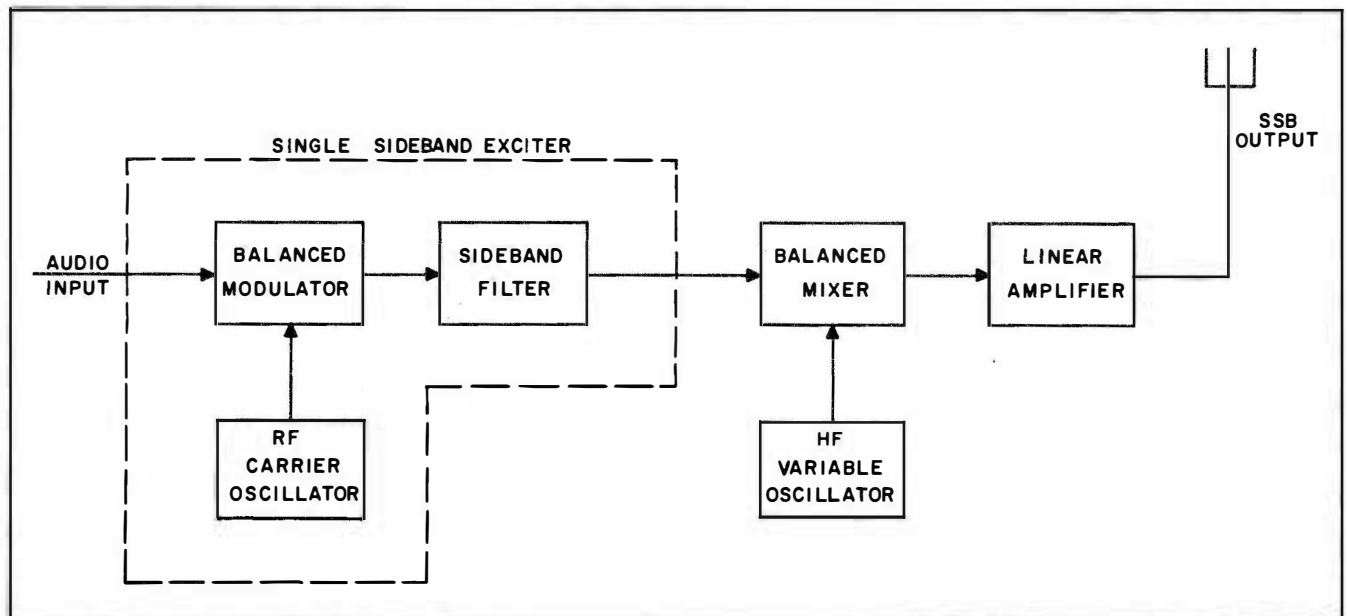 SINGLE SIDEBAND EXCITER
SSB
OUTPUT
AUDIO
INPUT
BALANCED
MODULATOR
SIDEBAND
FILTER
BALANCED
MIXER
LINEAR
AMPLIFIER
RF
CARRIER
OSCILLATOR
HF
VARIABLE
OSCILLATOR